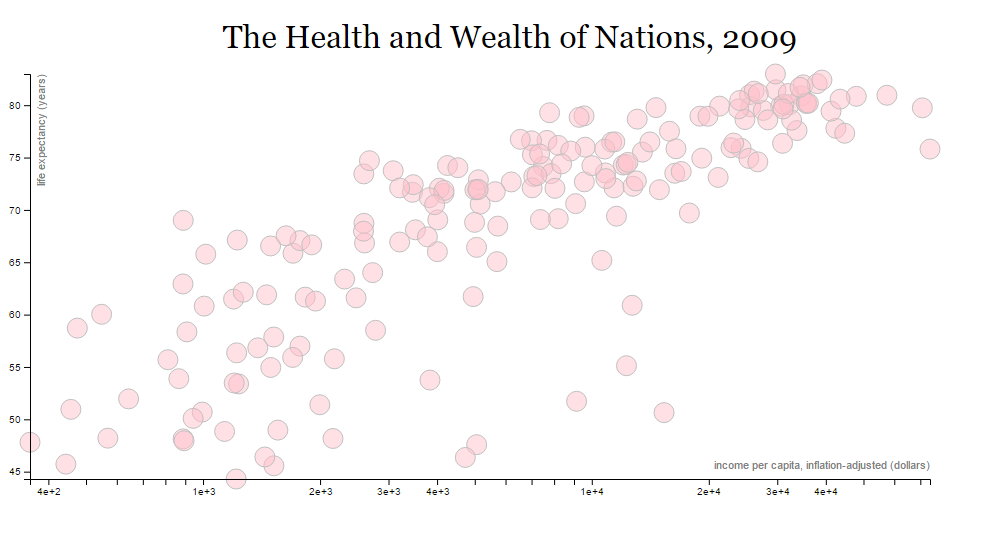 The Health and Wealth of Nations, 2009
life expectancy (years)
80
75
70
65
60
55
50
45
income per capita, inflation-adjusted (dollars)
4e+2 1e+3 2e+3 3e+3 4e+3 1e+4 2e+4 3e+4 4e+4